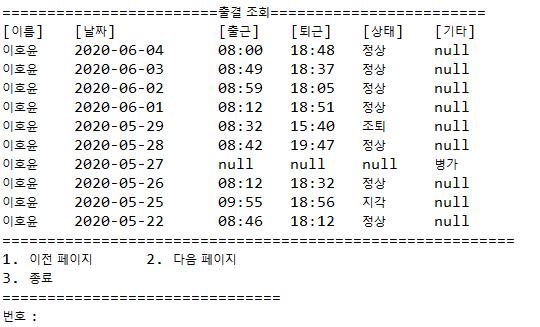 ========================출결 조회========================
[이름]    [날짜]            [출근]    [퇴근]    [상태]    [기타]
이호윤    2020-06-04      08:00    18:48    정상      null
이호윤    2020-06-03      08:49    18:37    정상      null
이호윤    2020-06-02      08:59    18:05    정상      null
이호윤    2020-06-01      08:12    18:51    정상      null
이호윤    2020-05-29      08:32    15:40    조퇴      null
이호윤    2020-05-28      08:42    19:47    정상      null
이호윤    2020-05-27      null    null    null    병가
이호윤    2020-05-26      08:12    18:32    정상      null
이호윤    2020-05-25      09:55    18:56    지각      null
이호윤    2020-05-22      08:46    18:12    정상      null
=========================================================
1. 이전 페이지      2. 다음 페이지
3. 종료
===============================
번호 :